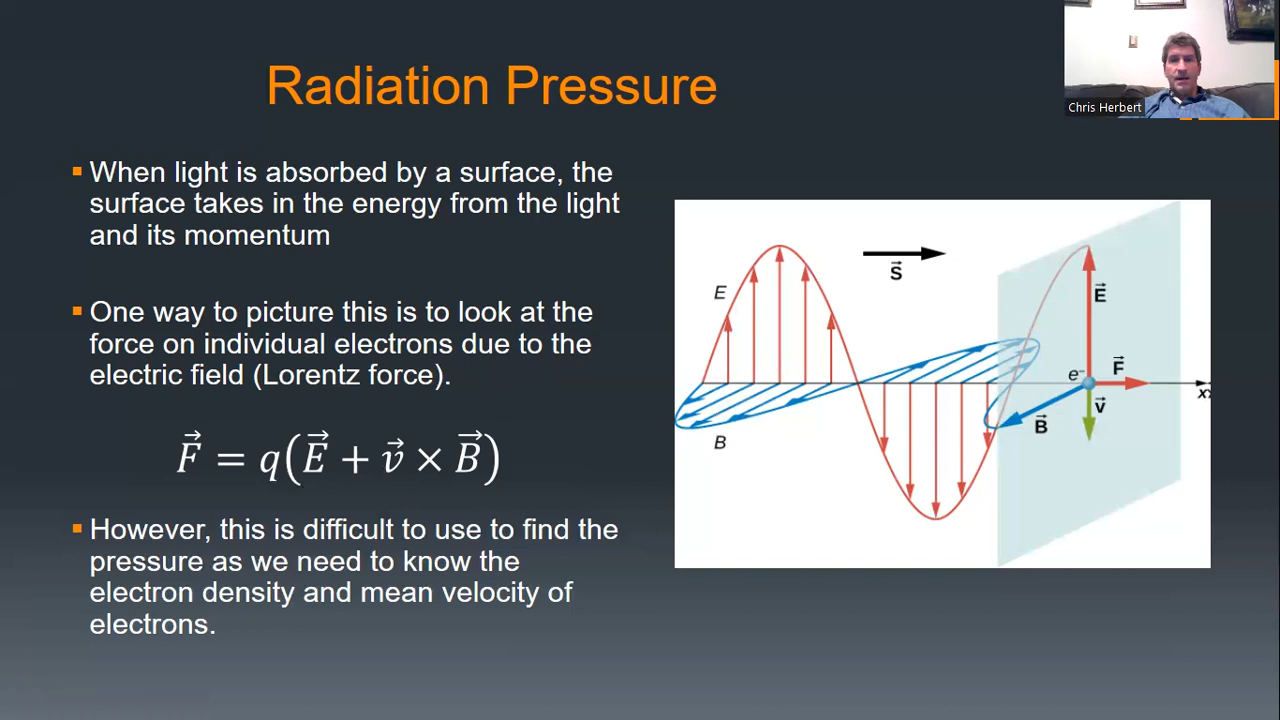 Radiation Pressure
Chris Herbert
▪ When light is absorbed by a surface, the
surface takes in the energy from the light
and its momentum
▪ One way to picture this is to look at the
force on individual electrons due to the
electric field (Lorentz force).
F⃗ = q(E⃗ + v⃗ × B⃗)
▪ However, this is difficult to use to find the
pressure as we need to know the
electron density and mean velocity of
electrons.
E
S⃗
E⃗
e⁻
F⃗
x
v⃗
B⃗
B